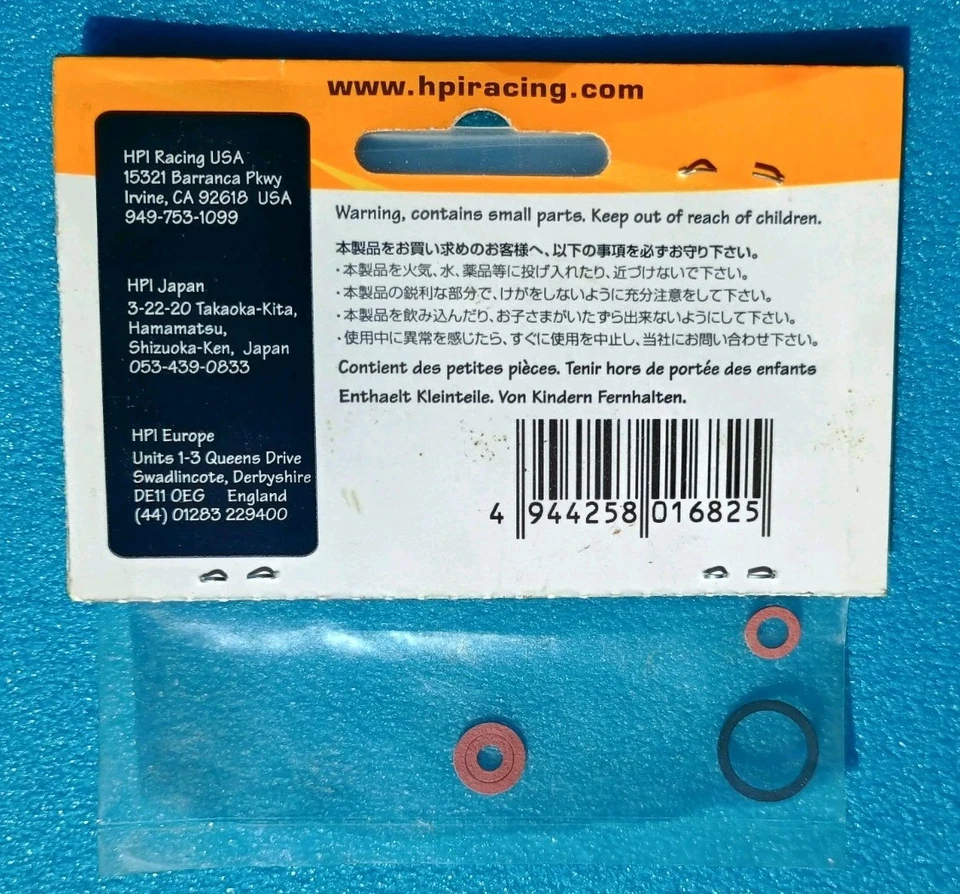 www.hpiracing.com
HPI Racing USA
15321 Barranca Pkwy
Irvine, CA 92618 USA
949-753-1099
HPI Japan
3-22-20 Takaoka-Kita,
Hamamatsu,
Shizuoka-Ken, Japan
053-439-0833
HPI Europe
Units 1-3 Queens Drive
Swadlincote, Derbyshire
DE11 0EG England
(44) 01283 229400
Warning, contains small parts. Keep out of reach of children.
本製品をお買い求めのお客様へ、以下の事項を必ずお守り下さい。
・本製品を火気、水、薬品等に投げ入れたり、近づけないで下さい。
・本製品の鋭利な部分で、けがをしないように充分注意をして下さい。
・本製品を飲み込んだり、お子さまがいたずら出来ないようにして下さい。
・使用中に異常を感じたら、すぐに使用を中止し、当社にお問い合わせ下さい。
Contient des petites pièces. Tenir hors de portée des enfants
Enthaelt Kleinteile. Von Kindern Fernhalten.
4 944258 016825